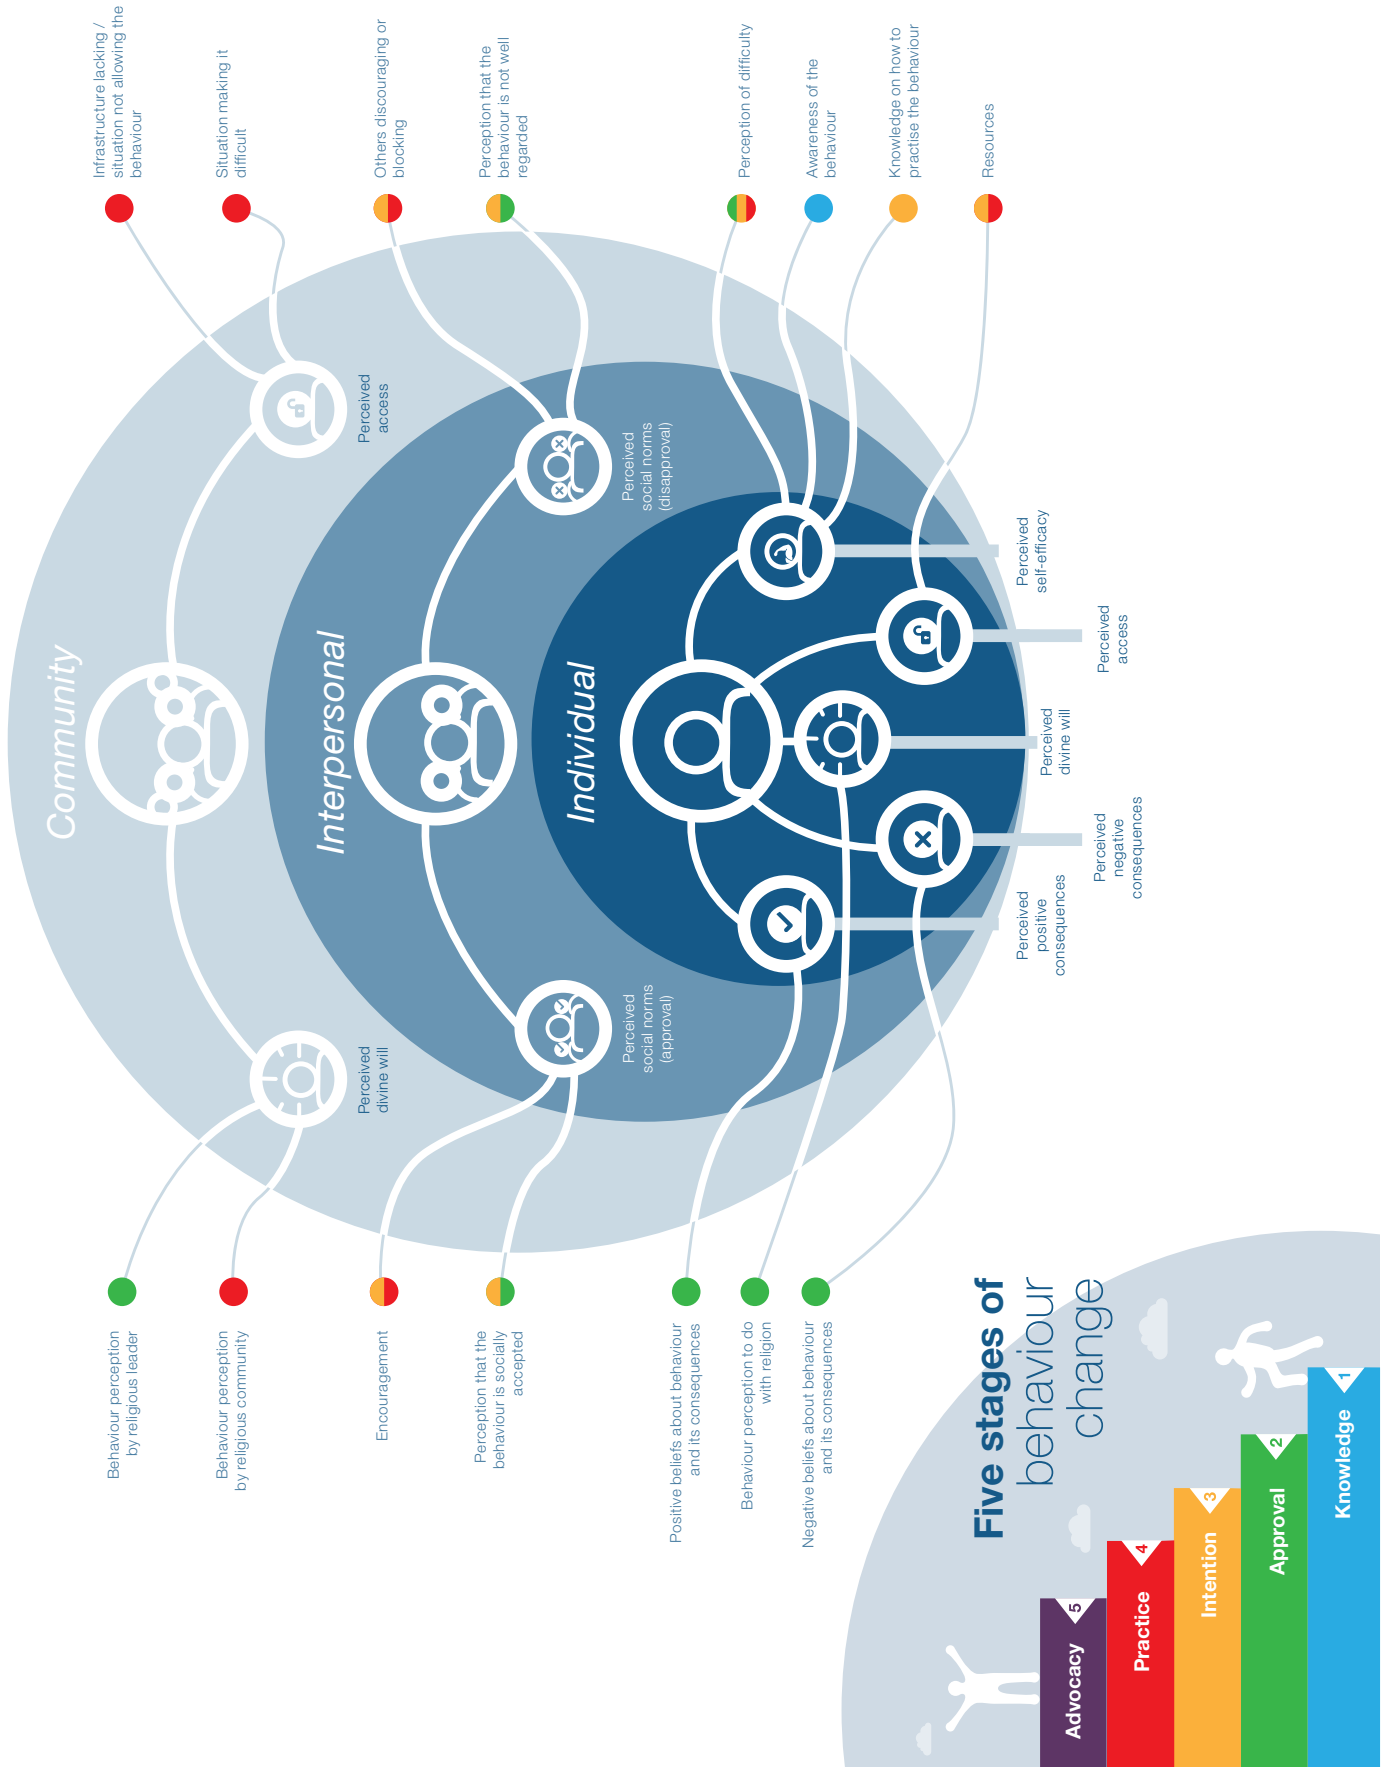 Community
Interpersonal
Individual
Behaviour perception
by religious leader
Behaviour perception
by religious community
Encouragement
Perception that the
behaviour is socially
accepted
Positive beliefs about behaviour
and its consequences
Behaviour perception to do
with religion
Negative beliefs about behaviour
and its consequences
Perceived
divine will
Perceived
social norms
(approval)
Perceived
access
Perceived
social norms
(disapproval)
Perceived
positive
consequences
Perceived
negative
consequences
Perceived
divine will
Perceived
access
Perceived
self-efficacy
Infrastructure lacking /
situation not allowing the
behaviour
Situation making it
difficult
Others discouraging or
blocking
Perception that the
behaviour is not well
regarded
Perception of difficulty
Awareness of the
behaviour
Knowledge on how to
practise the behaviour
Resources
Five stages of
behaviour
change
Advocacy 5
Practice 4
Intention 3
Approval 2
Knowledge 1